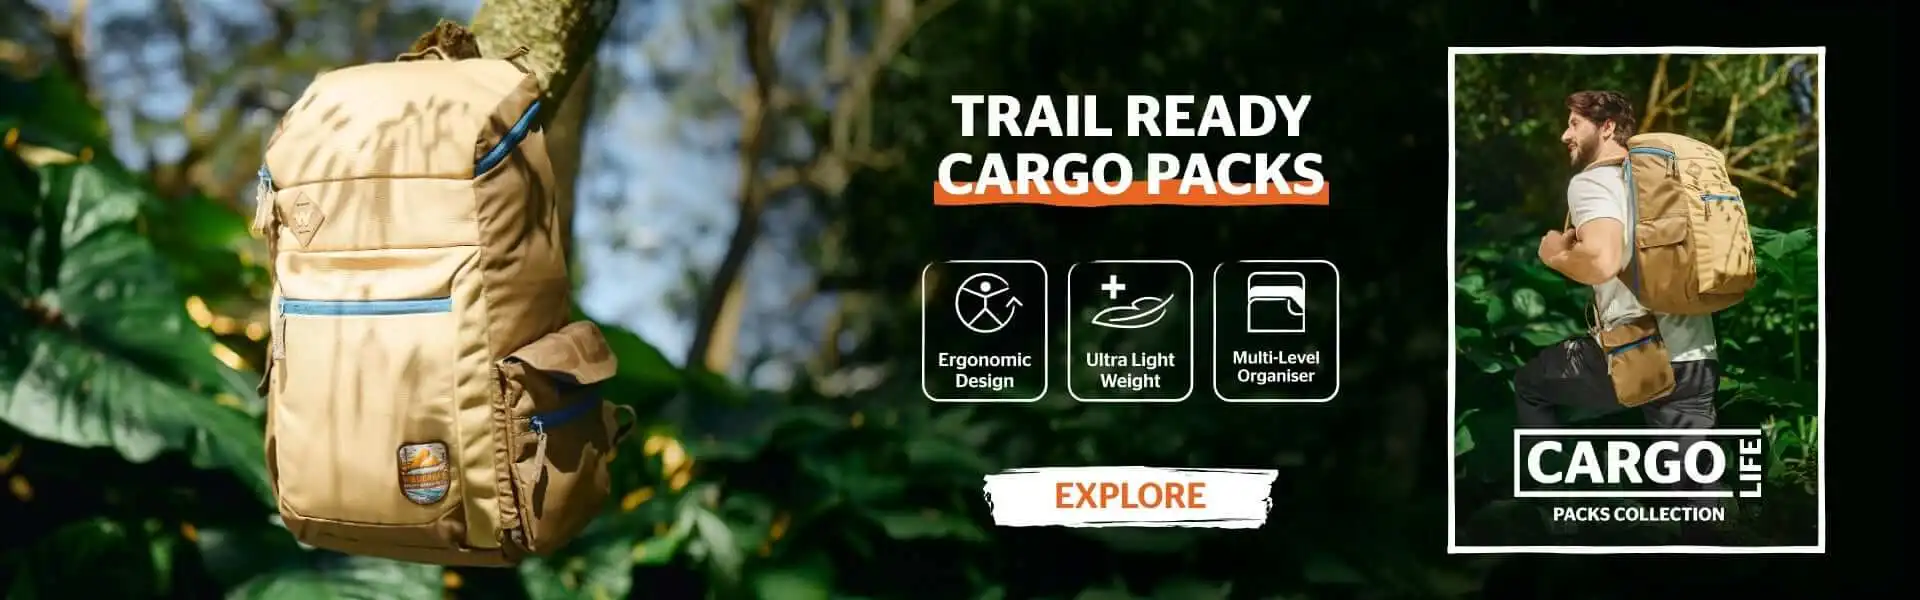 TRAIL READY
CARGO PACKS
Ergonomic
Design
Ultra Light
Weight
Multi-Level
Organiser
EXPLORE
CARGO
LIFE
PACKS COLLECTION
W